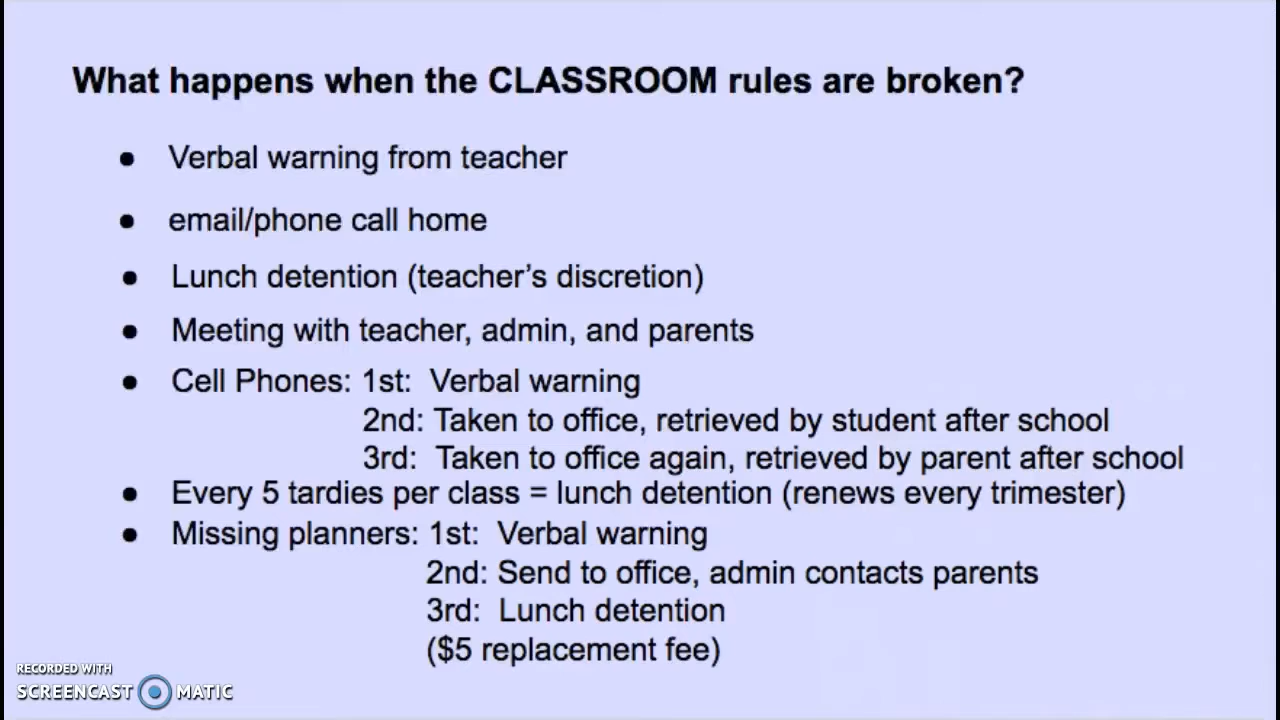 What happens when the CLASSROOM rules are broken?
● Verbal warning from teacher
● email/phone call home
● Lunch detention (teacher’s discretion)
● Meeting with teacher, admin, and parents
● Cell Phones: 1st: Verbal warning
2nd: Taken to office, retrieved by student after school
3rd: Taken to office again, retrieved by parent after school
● Every 5 tardies per class = lunch detention (renews every trimester)
● Missing planners: 1st: Verbal warning
2nd: Send to office, admin contacts parents
3rd: Lunch detention
($5 replacement fee)
RECORDED WITH
SCREENCAST MATIC